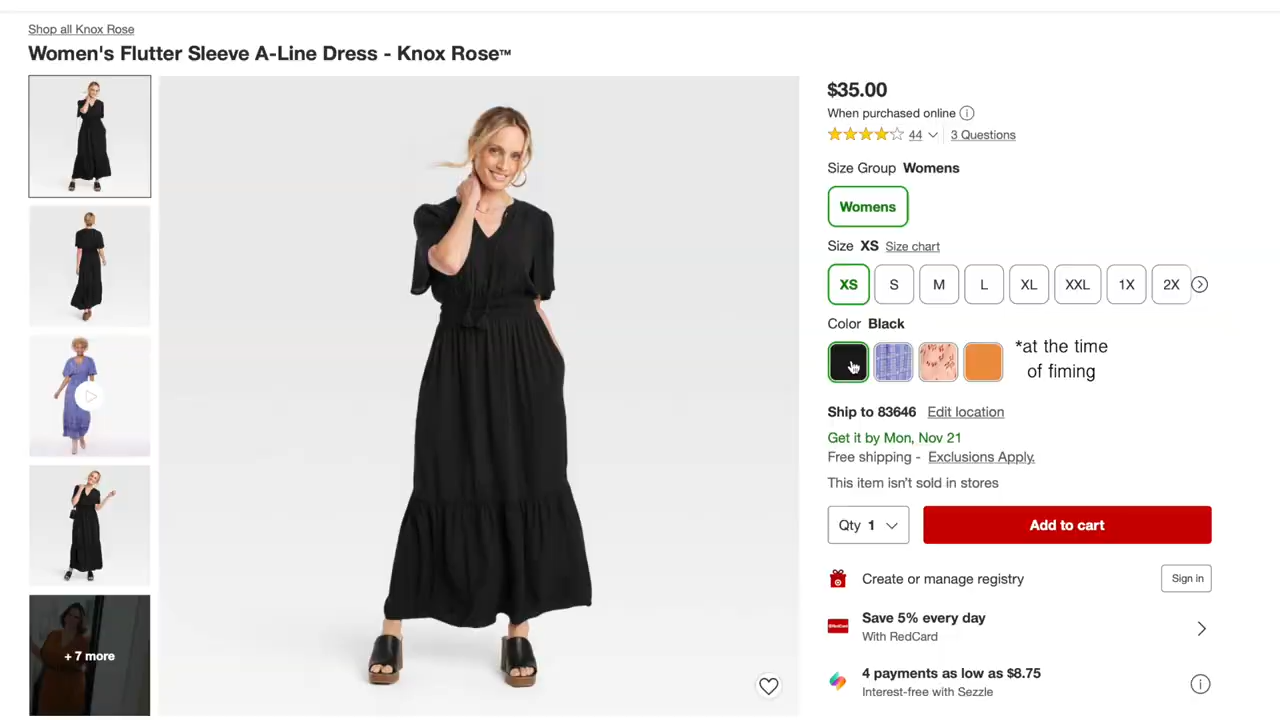 Shop all Knox Rose
Women's Flutter Sleeve A-Line Dress - Knox Rose™
$35.00
When purchased online
44
3 Questions
Size Group Womens
Womens
Size XS Size chart
XS S M L XL XXL 1X 2X
Color Black
*at the time
of fiming
Ship to 83646 Edit location
Get it by Mon, Nov 21
Free shipping - Exclusions Apply.
This item isn't sold in stores
Qty 1
Add to cart
Create or manage registry
Sign in
Save 5% every day
With RedCard
4 payments as low as $8.75
Interest-free with Sezzle
+ 7 more